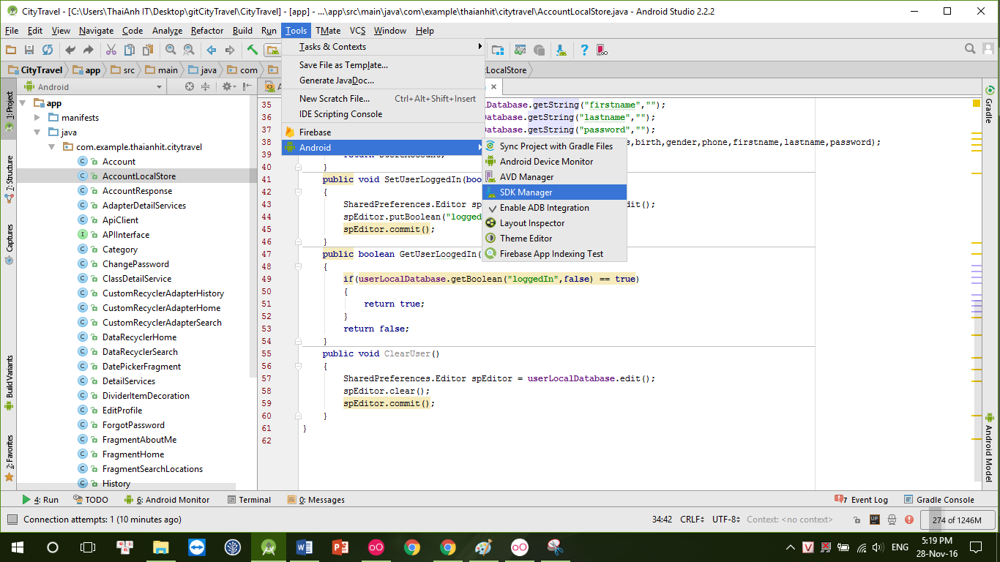 CityTravel - [C:\Users\ThaiAnh IT\Desktop\gitCityTravel\CityTravel] - [app] - ...\app\src\main\java\com\example\thaianhit\citytravel\AccountLocalStore.java - Android Studio 2.2.2
File Edit View Navigate Code Analyze Refactor Build Run Tools TMate VCS Window Help
Tasks & Contexts
Save File as Template...
Generate JavaDoc...
New Scratch File... Ctrl+Alt+Shift+Insert
IDE Scripting Console
Firebase
Android
Sync Project with Gradle Files
Android Device Monitor
AVD Manager
SDK Manager
Enable ADB Integration
Layout Inspector
Theme Editor
Firebase App Indexing Test
CityTravel app src main java com
LocalStore
Android
1: Project
7: Structure
Captures
Build Variants
2: Favorites
app
manifests
java
com.example.thaianhit.citytravel
C Account
C AccountLocalStore
C AccountResponse
C AdapterDetailServices
C ApiClient
I APIInterface
C Category
C ChangePassword
C ClassDetailService
C CustomRecyclerAdapterHistory
C CustomRecyclerAdapterHome
C CustomRecyclerAdapterSearch
C DataRecyclerHome
C DataRecyclerSearch
C DatePickerFragment
C DetailServices
C DividerItemDecoration
C EditProfile
C ForgotPassword
C FragmentAboutMe
C FragmentHome
C FragmentSearchLocations
C History
35 lDatabase.getString("firstname","");
36 Database.getString("lastname","");
37 Database.getString("password","");
38 s,birth,gender,phone,firstname,lastname,password);
39
40 }
41 public void SetUserLoggedIn(boo
42 {
43 SharedPreferences.Editor sp dit();
44 spEditor.putBoolean("logged
45 spEditor.commit();
46 }
47 public boolean GetUserLoogedIn(
48 {
49 if(userLocalDatabase.getBoolean("loggedIn",false) == true)
50 {
51 return true;
52 }
53 return false;
54 }
55 public void ClearUser()
56 {
57 SharedPreferences.Editor spEditor = userLocalDatabase.edit();
58 spEditor.clear();
59 spEditor.commit();
60 }
61 }
62
Gradle
Android Model
4: Run TODO 6: Android Monitor Terminal 0: Messages 7 Event Log Gradle Console
Connection attempts: 1 (10 minutes ago) 34:42 CRLF UTF-8 Context: <no context> UP 274 of 1246M
ENG 5:19 PM
28-Nov-16